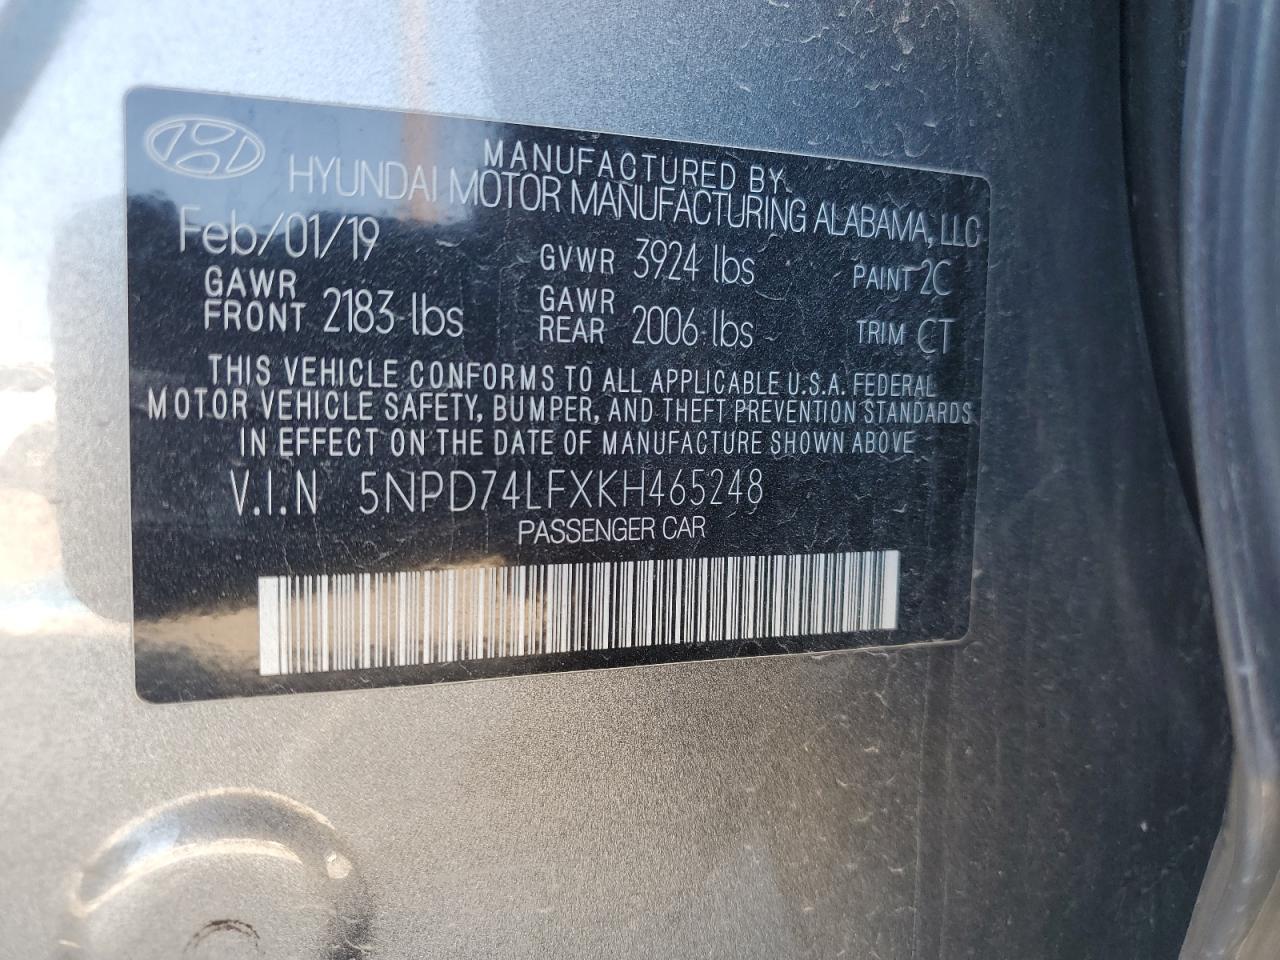 MANUFACTURED BY
HYUNDAI MOTOR MANUFACTURING ALABAMA, LLC
Feb/01/19 GVWR 3924 lbs PAINT 2C
GAWR FRONT 2183 lbs GAWR REAR 2006 lbs TRIM CT
THIS VEHICLE CONFORMS TO ALL APPLICABLE U.S.A. FEDERAL
MOTOR VEHICLE SAFETY, BUMPER, AND THEFT PREVENTION STANDARDS
IN EFFECT ON THE DATE OF MANUFACTURE SHOWN ABOVE
V.I.N 5NPD74LFXKH465248
PASSENGER CAR